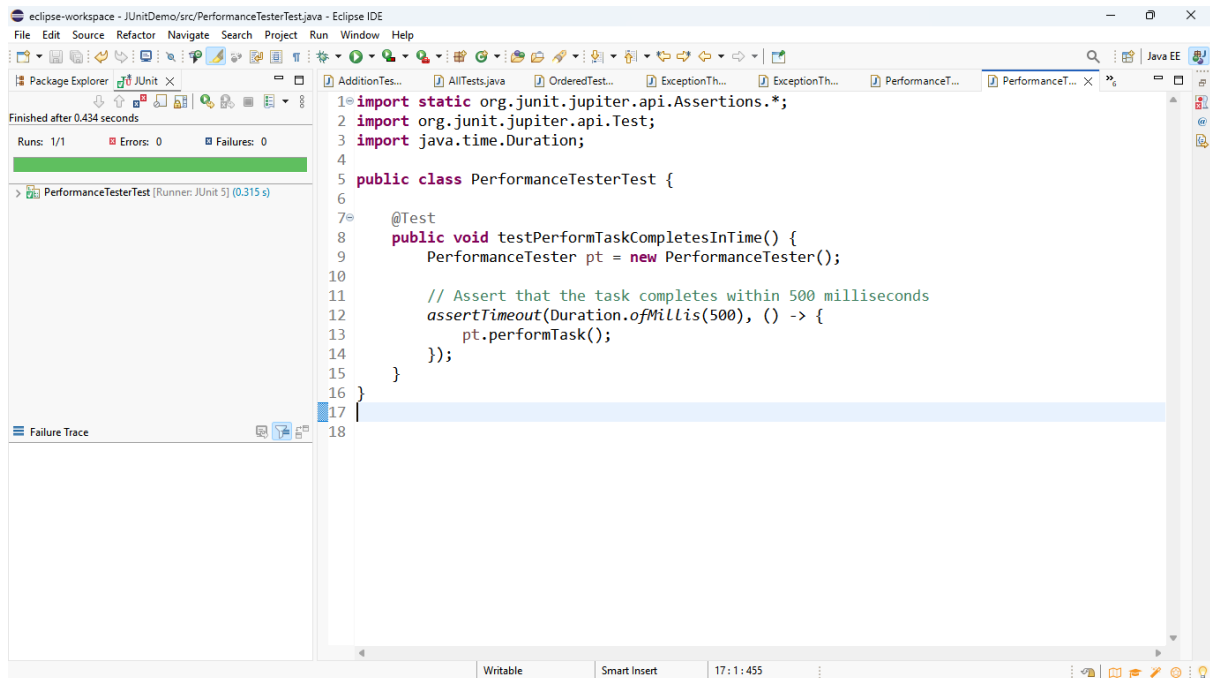 eclipse-workspace - JUnitDemo/src/PerformanceTesterTest.java - Eclipse IDE
File Edit Source Refactor Navigate Search Project Run Window Help
Java EE
Package Explorer JUnit
AdditionTes... AllTests.java OrderedTest... ExceptionTh... ExceptionTh... PerformanceT... PerformanceT... »6
Finished after 0.434 seconds
Runs: 1/1 Errors: 0 Failures: 0
PerformanceTesterTest [Runner: JUnit 5] (0.315 s)
Failure Trace
1 import static org.junit.jupiter.api.Assertions.*;
2 import org.junit.jupiter.api.Test;
3 import java.time.Duration;
4
5 public class PerformanceTesterTest {
6
7     @Test
8     public void testPerformTaskCompletesInTime() {
9         PerformanceTester pt = new PerformanceTester();
10
11         // Assert that the task completes within 500 milliseconds
12         assertTimeout(Duration.ofMillis(500), () -> {
13             pt.performTask();
14         });
15     }
16 }
17
18
Writable Smart Insert 17 : 1 : 455